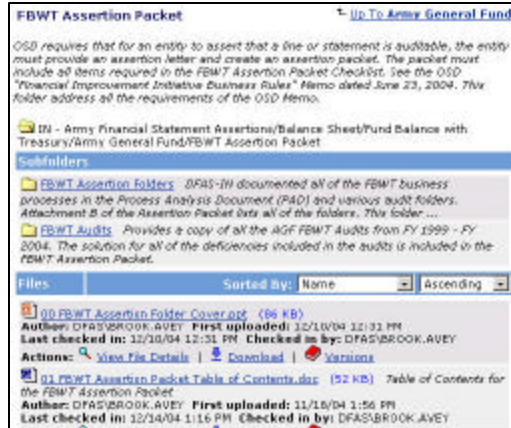 FBWT Assertion Packet Up To Army General Fund
OSD requires that for an entity to assert that a line or statement is auditable, the entity
must provide an assertion letter and create an assertion packet. The packet must
include all items required in the FBWT Assertion Packet Checklist. See the OSD
"Financial Improvement Initiative Business Rules" Memo dated June 23, 2004. This
folder address all the requirements of the OSD Memo.
IN - Army Financial Statement Assertions/Balance Sheet/Fund Balance with
Treasury/Army General Fund/FBWT Assertion Packet
Subfolders
FBWT Assertion Folders DFAS-IN documented all of the FBWT business
processes in the Process Analysis Document (PAD) and various audit folders.
Attachment B of the Assertion Packet lists all of the folders. This folder ...
FBWT Audits Provides a copy of all the AGF FBWT Audits from FY 1999 - FY
2004. The solution for all of the deficiencies included in the audits is included in the
FBWT Assertion Packet.
Files Sorted By: Name Ascending
00 FBWT Assertion Folder Cover.ppt (86 KB)
Author: DFAS\BROOK.AVEY First uploaded: 12/10/04 12:31 PM
Last checked in: 12/10/04 12:31 PM Checked in by: DFAS\BROOK.AVEY
Actions: View File Details | Download | Versions
01 FBWT Assertion Packet Table of Contents.doc (52 KB) Table of Contents for
the FBWT Assertion Packet
Author: DFAS\BROOK.AVEY First uploaded: 11/18/04 1:56 PM
Last checked in: 12/14/04 1:16 PM Checked in by: DFAS\BROOK.AVEY